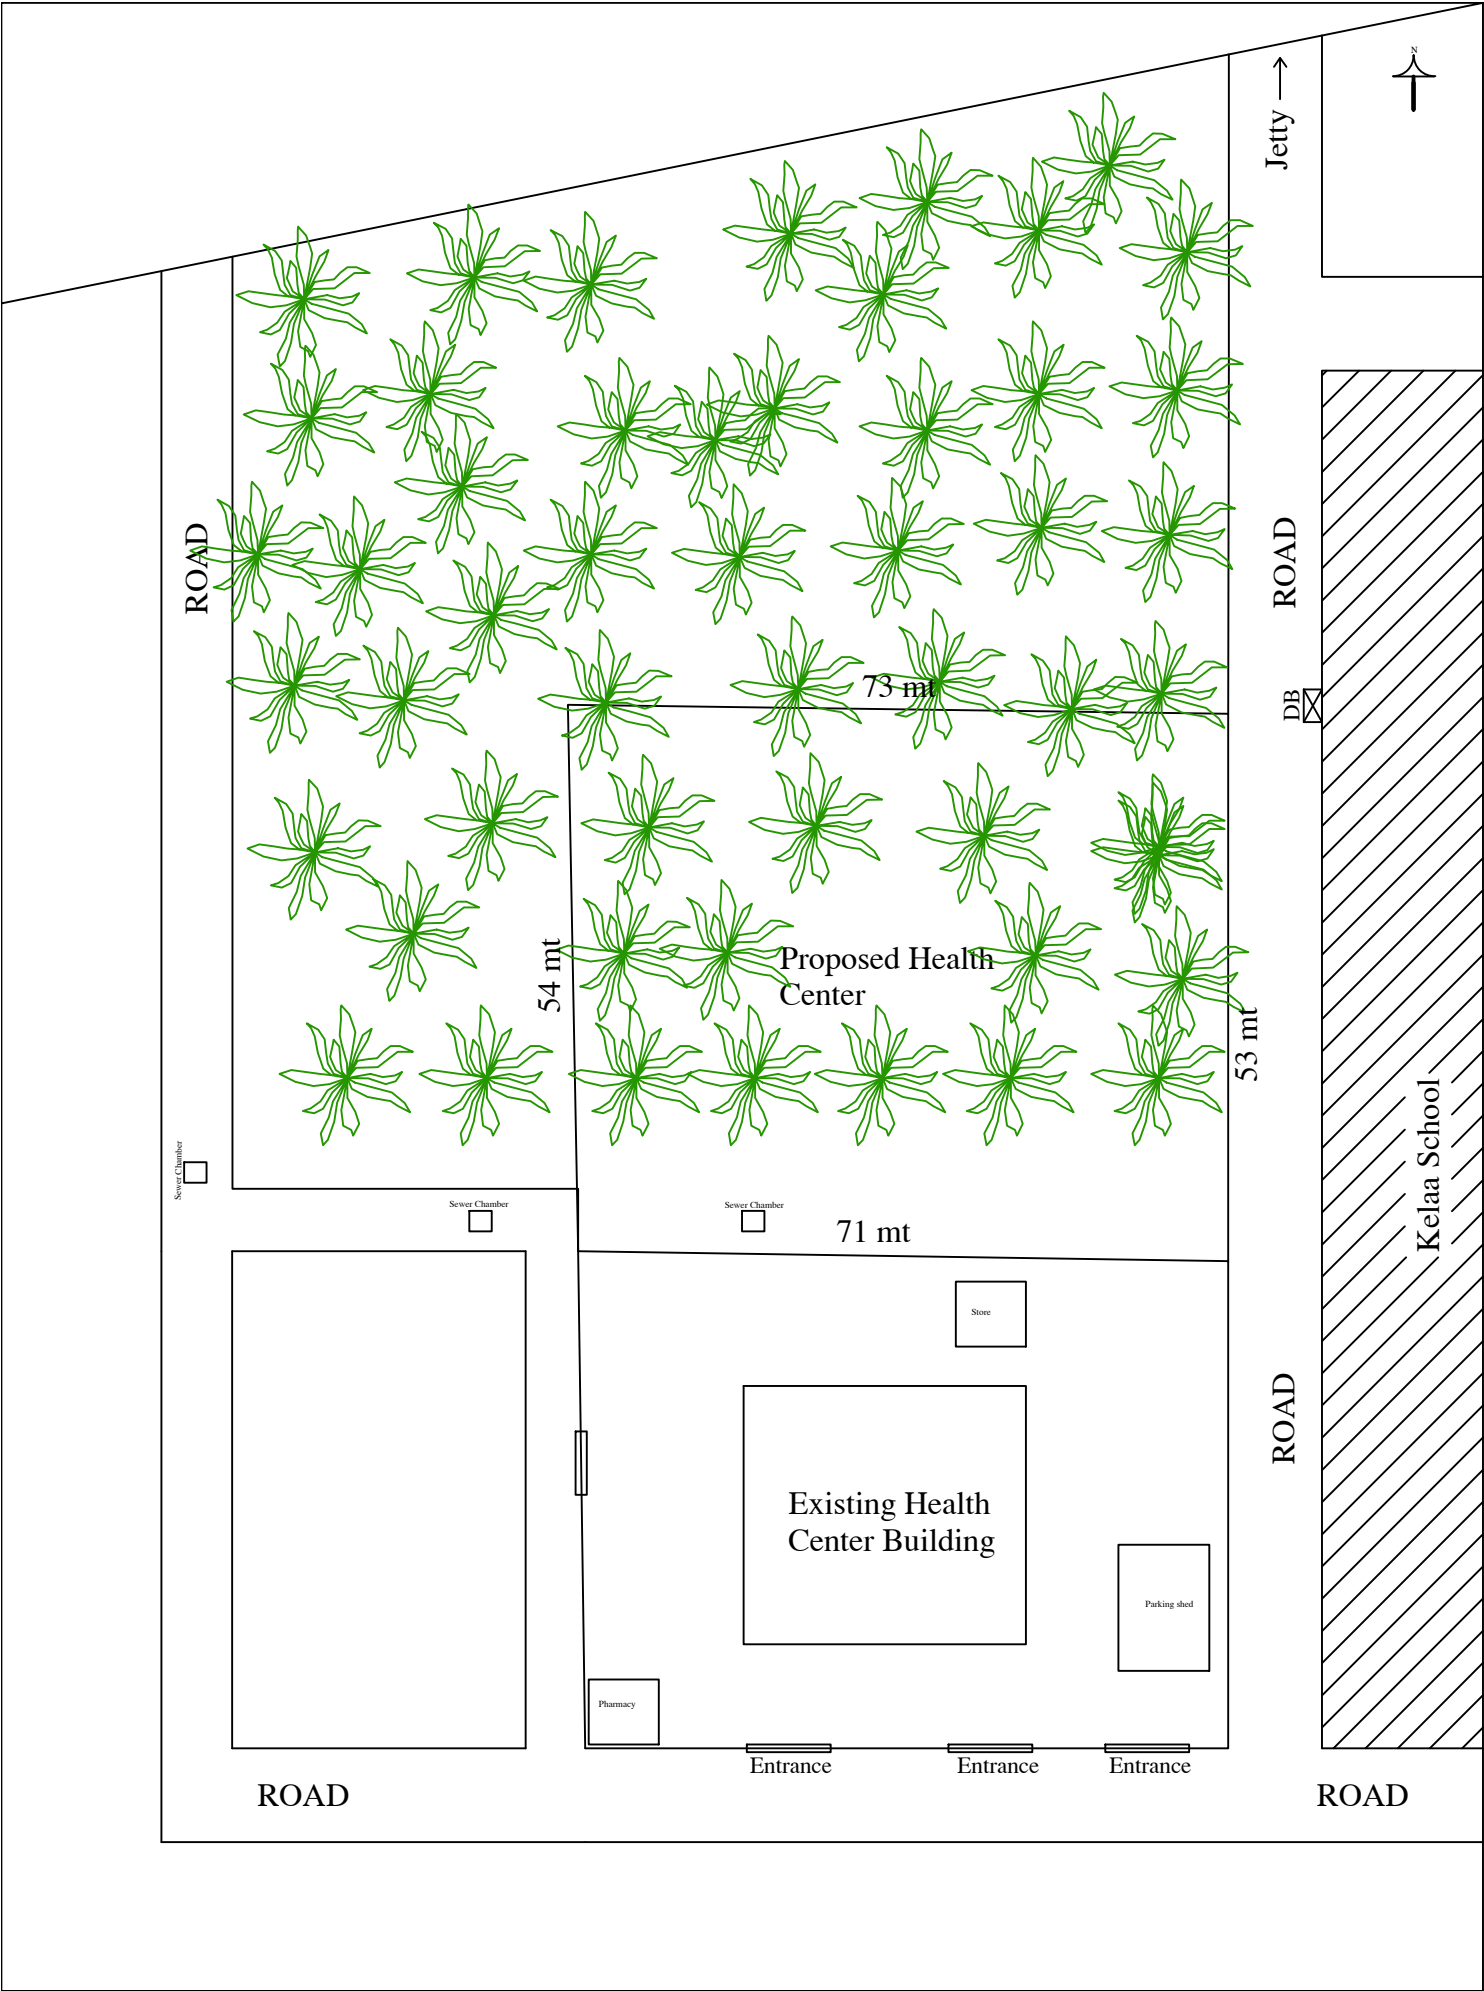 N
Jetty
ROAD
ROAD
73 mt
DB
Proposed Health
Center
54 mt
53 mt
Kelaa School
Sewer Chamber
Sewer Chamber
Sewer Chamber
71 mt
Store
ROAD
Existing Health
Center Building
Parking shed
Pharmacy
Entrance
Entrance
Entrance
ROAD
ROAD